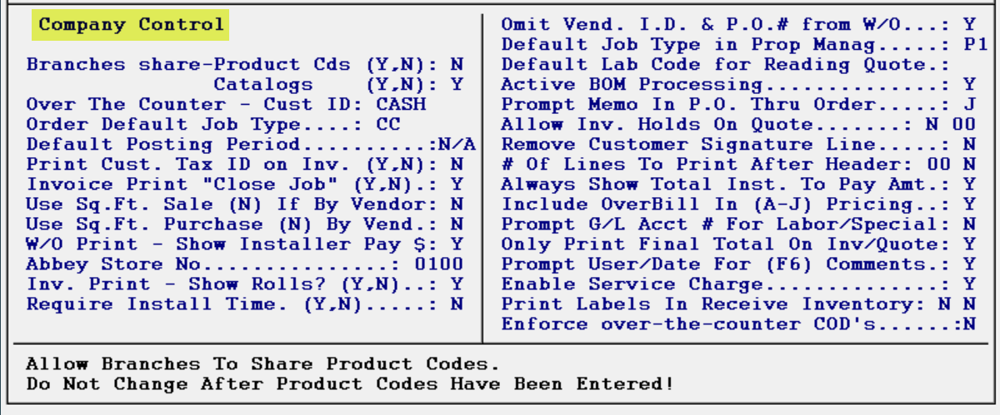 Company Control
Branches share-Product Cds (Y,N): N
Catalogs (Y,N): Y
Over The Counter - Cust ID: CASH
Order Default Job Type....: CC
Default Posting Period...........:N/A
Print Cust. Tax ID on Inv. (Y,N): N
Invoice Print "Close Job" (Y,N).: Y
Use Sq.Ft. Sale (N) If By Vendor: N
Use Sq.Ft. Purchase (N) By Vend.: N
W/O Print - Show Installer Pay $: Y
Abbey Store No...............: 0100
Inv. Print - Show Rolls? (Y,N)..: Y
Require Install Time. (Y,N).....: N
Omit Vend. I.D. & P.O.# from W/O...: Y
Default Job Type in Prop Manag.....: P1
Default Lab Code for Reading Quote.:
Active BOM Processing..............: Y
Prompt Memo In P.O. Thru Order.....: J
Allow Inv. Holds On Quote.......: N 00
Remove Customer Signature Line.....: N
# Of Lines To Print After Header: 00 N
Always Show Total Inst. To Pay Amt.: Y
Include OverBill In (A-J) Pricing..: Y
Prompt G/L Acct # For Labor/Special: N
Only Print Final Total On Inv/Quote: Y
Prompt User/Date For (F6) Comments.: Y
Enable Service Charge..............: Y
Print Labels In Receive Inventory: N N
Enforce over-the-counter COD's......:N
Allow Branches To Share Product Codes.
Do Not Change After Product Codes Have Been Entered!